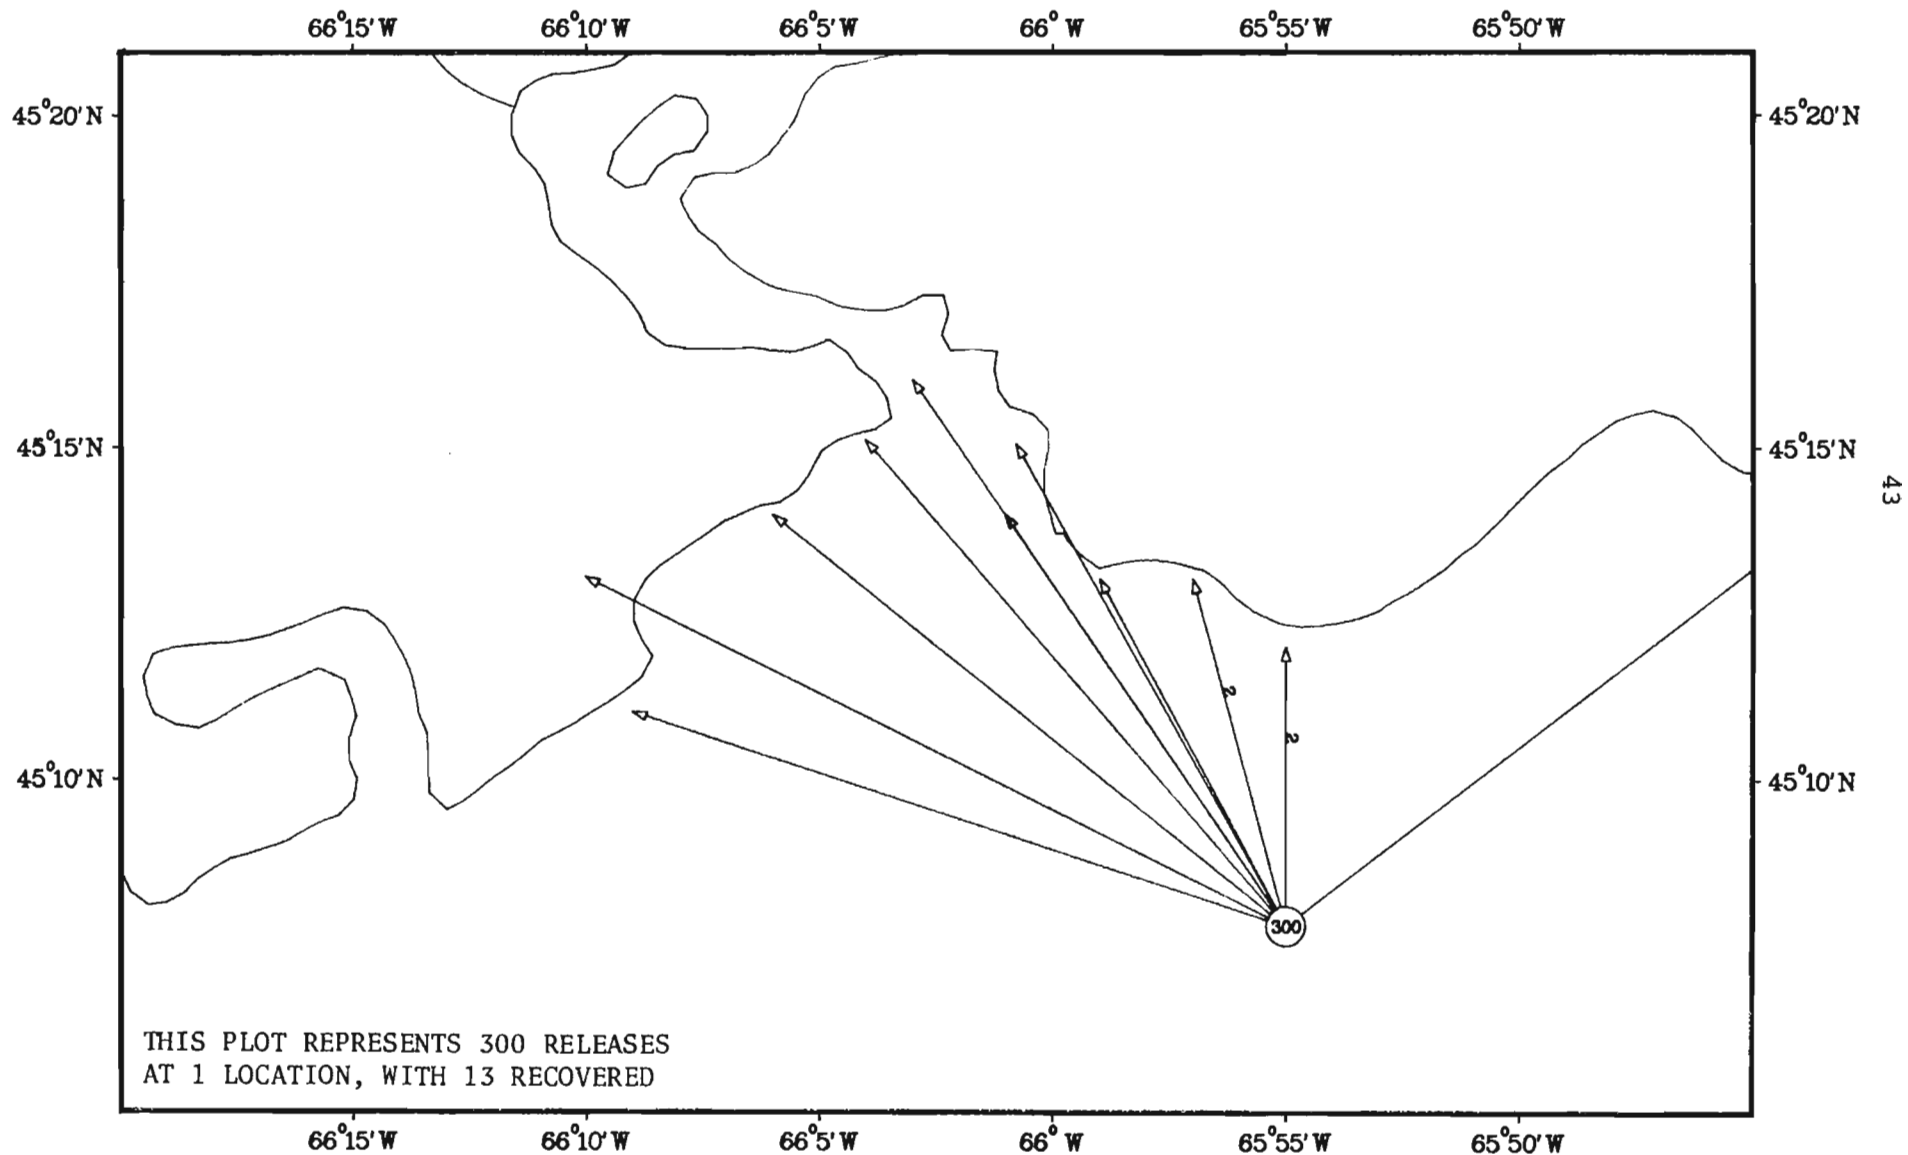 66°15'W 66°10'W 66°5'W 66°W 65°55'W 65°50'W
45°20'N 45°20'N
45°15'N 45°15'N
43
2
2
45°10'N 45°10'N
300
THIS PLOT REPRESENTS 300 RELEASES
AT 1 LOCATION, WITH 13 RECOVERED
66°15'W 66°10'W 66°5'W 66°W 65°55'W 65°50'W